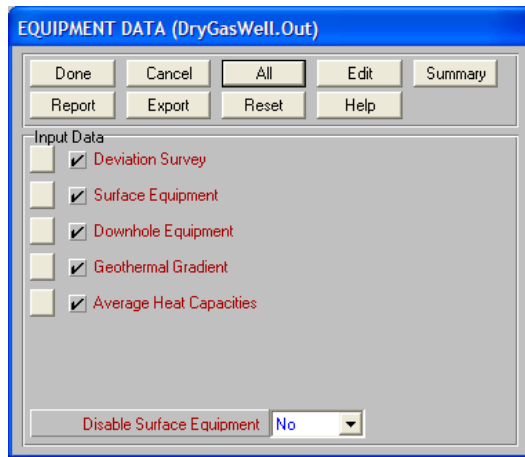 EQUIPMENT DATA (DryGasWell.Out)
Done Cancel All Edit Summary
Report Export Reset Help
Input Data
Deviation Survey
Surface Equipment
Downhole Equipment
Geothermal Gradient
Average Heat Capacities
Disable Surface Equipment No